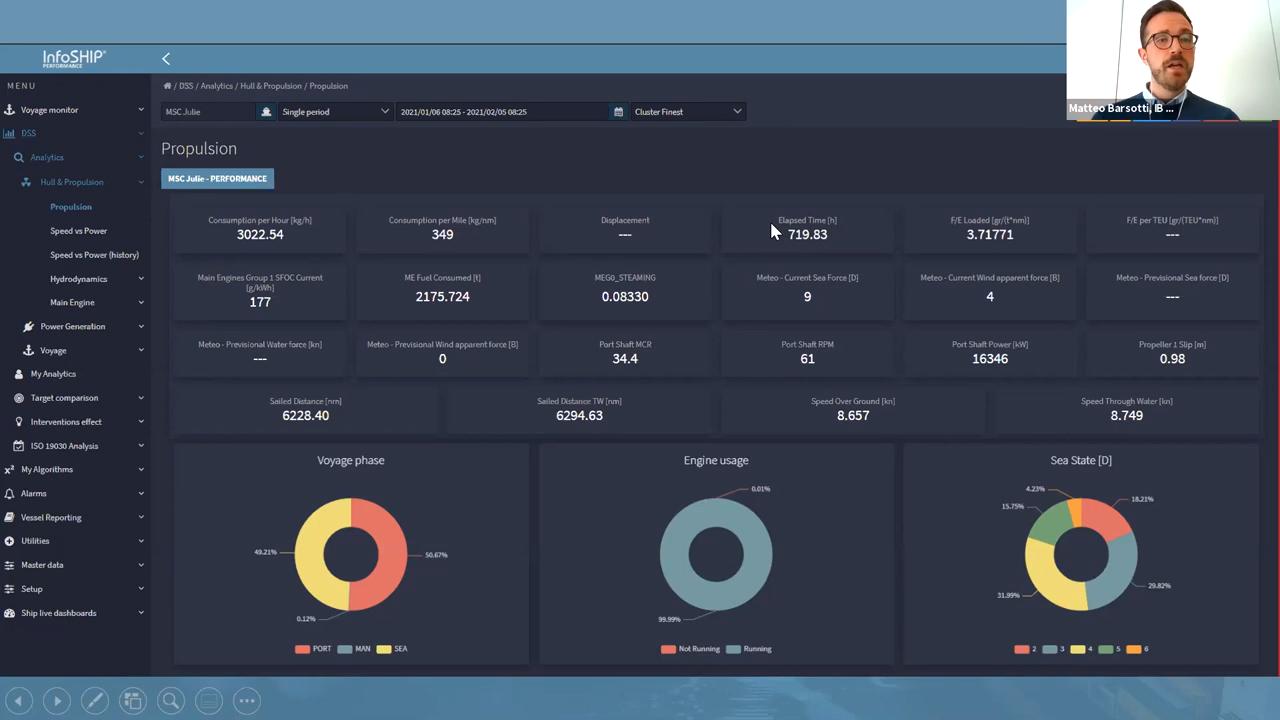 InfoSHIP
PERFORMANCE
MENU
Voyage monitor
DSS
Analytics
Hull & Propulsion
Propulsion
Speed vs Power
Speed vs Power (history)
Hydrodynamics
Main Engine
Power Generation
Voyage
My Analytics
Target comparison
Interventions effect
ISO 19030 Analysis
x² My Algorithms
Alarms
Vessel Reporting
Utilities
Master data
Setup
Ship live dashboards
/ DSS / Analytics / Hull & Propulsion / Propulsion
MSC Julie
Single period
2021/01/06 08:25 - 2021/02/05 08:25
Cluster Finest
Matteo Barsotti, IB ...
Propulsion
MSC Julie - PERFORMANCE
Consumption per Hour [kg/h]
3022.54
Consumption per Mile [kg/nm]
349
Displacement
---
Elapsed Time [h]
719.83
F/E Loaded [gr/(t*nm)]
3.71771
F/E per TEU [gr/(TEU*nm)]
---
Main Engines Group 1 SFOC Current
[g/kWh]
177
ME Fuel Consumed [t]
2175.724
MEG0_STEAMING
0.08330
Meteo - Current Sea Force [D]
9
Meteo - Current Wind apparent force [B]
4
Meteo - Previsional Sea force [D]
---
Meteo - Previsional Water force [kn]
---
Meteo - Previsional Wind apparent force [B]
0
Port Shaft MCR
34.4
Port Shaft RPM
61
Port Shaft Power [kW]
16346
Propeller 1 Slip [m]
0.98
Sailed Distance [nm]
6228.40
Sailed Distance TW [nm]
6294.63
Speed Over Ground [kn]
8.657
Speed Through Water [kn]
8.749
Voyage phase
49.21%
50.67%
0.12%
PORT MAN SEA
Engine usage
0.01%
99.99%
Not Running Running
Sea State [D]
4.23%
18.21%
15.75%
29.82%
31.99%
2 3 4 5 6